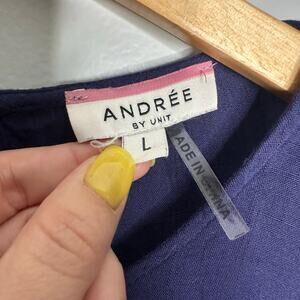 ANDRÉE
BY UNIT
L
MADE IN CHINA